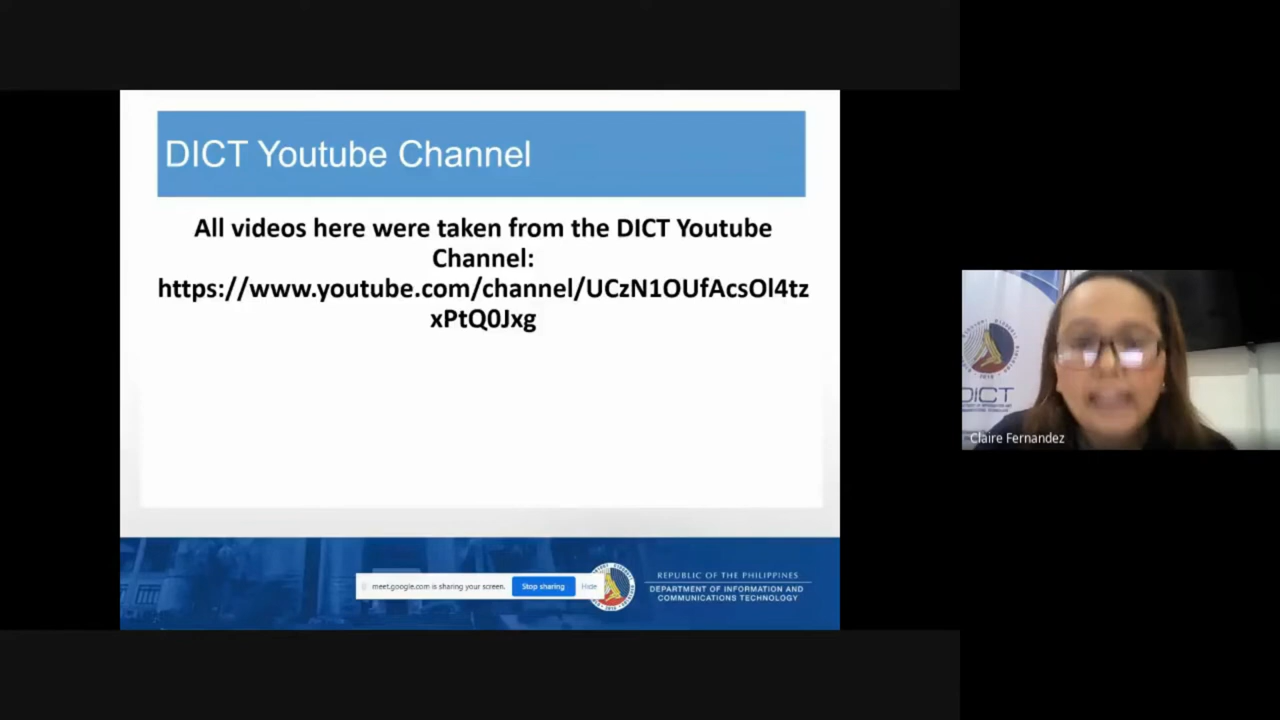 DICT Youtube Channel
All videos here were taken from the DICT Youtube
Channel:
https://www.youtube.com/channel/UCzN1OUfAcsOl4tz
xPtQ0Jxg
meet.google.com is sharing your screen.
Stop sharing
Hide
REPUBLIC OF THE PHILIPPINES
DEPARTMENT OF INFORMATION AND
COMMUNICATIONS TECHNOLOGY
DICT
Claire Fernandez